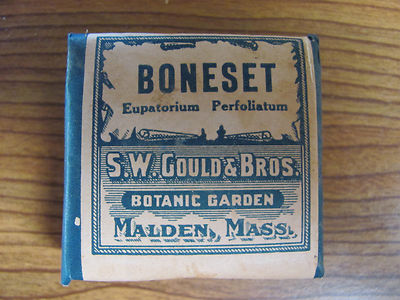 BONESET
Eupatorium Perfoliatum
S.W. GOULD & BROS.
BOTANIC GARDEN
MALDEN, MASS.